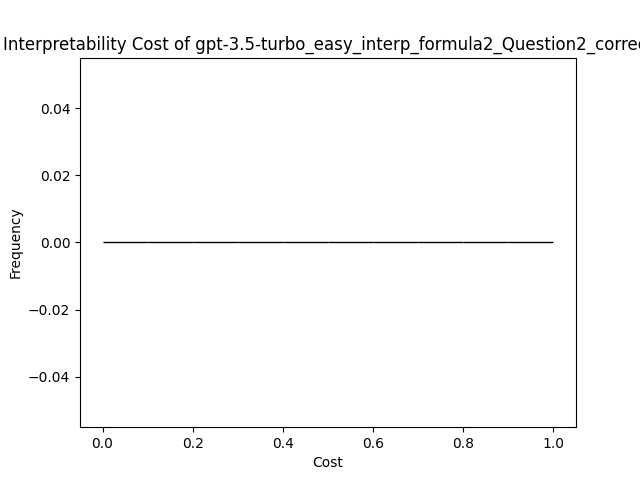 Interpretability Cost of gpt-3.5-turbo_easy_interp_formula2_Question2_correc
0.04
0.02
0.00
−0.02
−0.04
Frequency
0.0 0.2 0.4 0.6 0.8 1.0
Cost